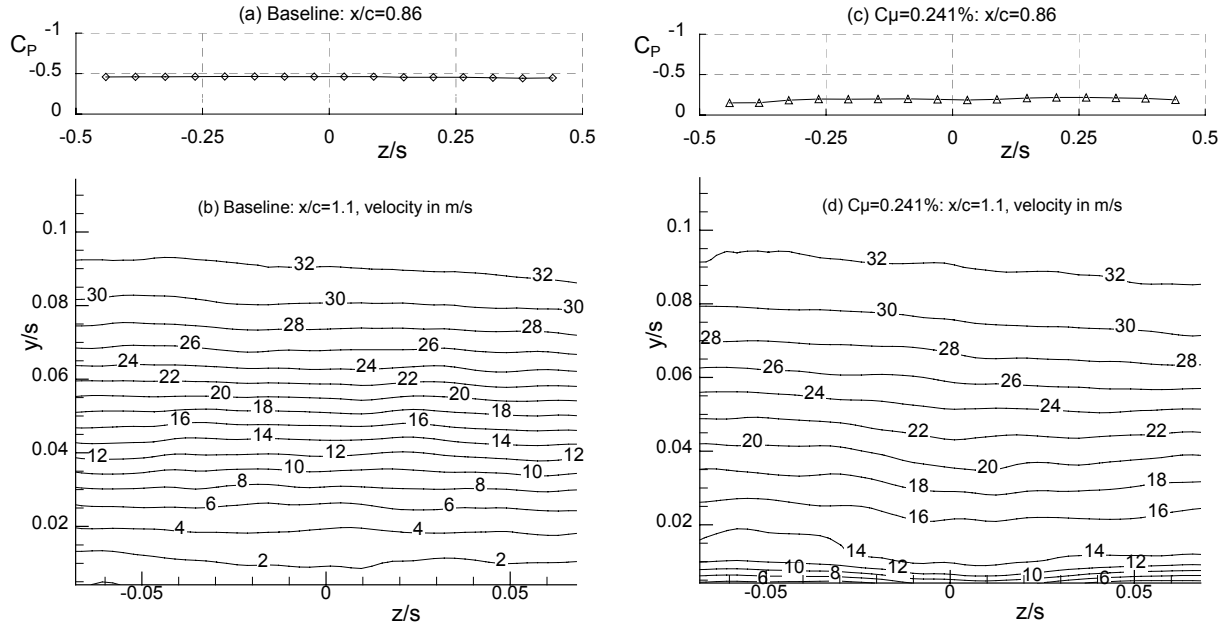 (a) Baseline: x/c=0.86
-1
C_P
-0.5
0
-0.5 -0.25 0 0.25 0.5
z/s
(c) Cµ=0.241%: x/c=0.86
-1
C_P
-0.5
0
-0.5 -0.25 0 0.25 0.5
z/s
(b) Baseline: x/c=1.1, velocity in m/s
0.1
0.08
0.06
0.04
0.02
y/s
32 32
30 30 30
28 28
26 26
24 24
22 22
20 20
18 18
16 16
14 14
12 12 12
10 10
8 8
6 6
4 4
2 2
-0.05 0 0.05
z/s
(d) Cµ=0.241%: x/c=1.1, velocity in m/s
0.1
0.08
0.06
0.04
0.02
y/s
32 32
30 30
28 28 28
26 26
24 24
22 22
20 20
18 18
16 16
14 14
10 12 12
6 8 10 6
-0.05 0 0.05
z/s